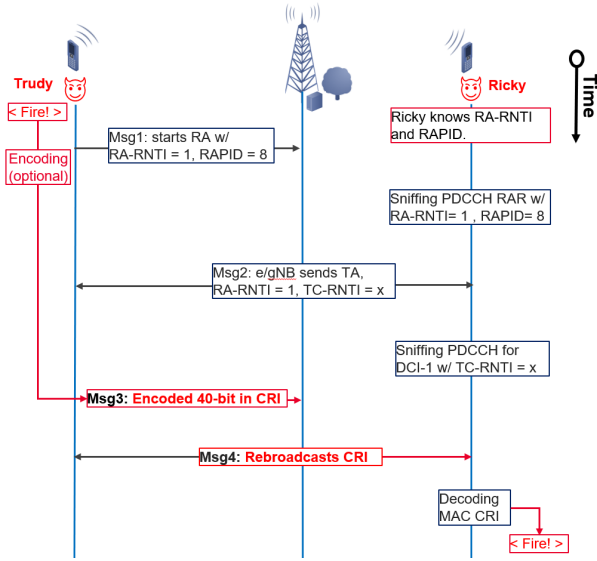 Trudy
Ricky
Time
< Fire! >
Ricky knows RA-RNTI
and RAPID.
Msg1: starts RA w/
RA-RNTI = 1, RAPID = 8
Encoding
(optional)
Sniffing PDCCH RAR w/
RA-RNTI= 1 , RAPID= 8
Msg2: e/gNB sends TA,
RA-RNTI = 1, TC-RNTI = x
Sniffing PDCCH for
DCI-1 w/ TC-RNTI = x
Msg3: Encoded 40-bit in CRI
Msg4: Rebroadcasts CRI
Decoding
MAC CRI
< Fire! >